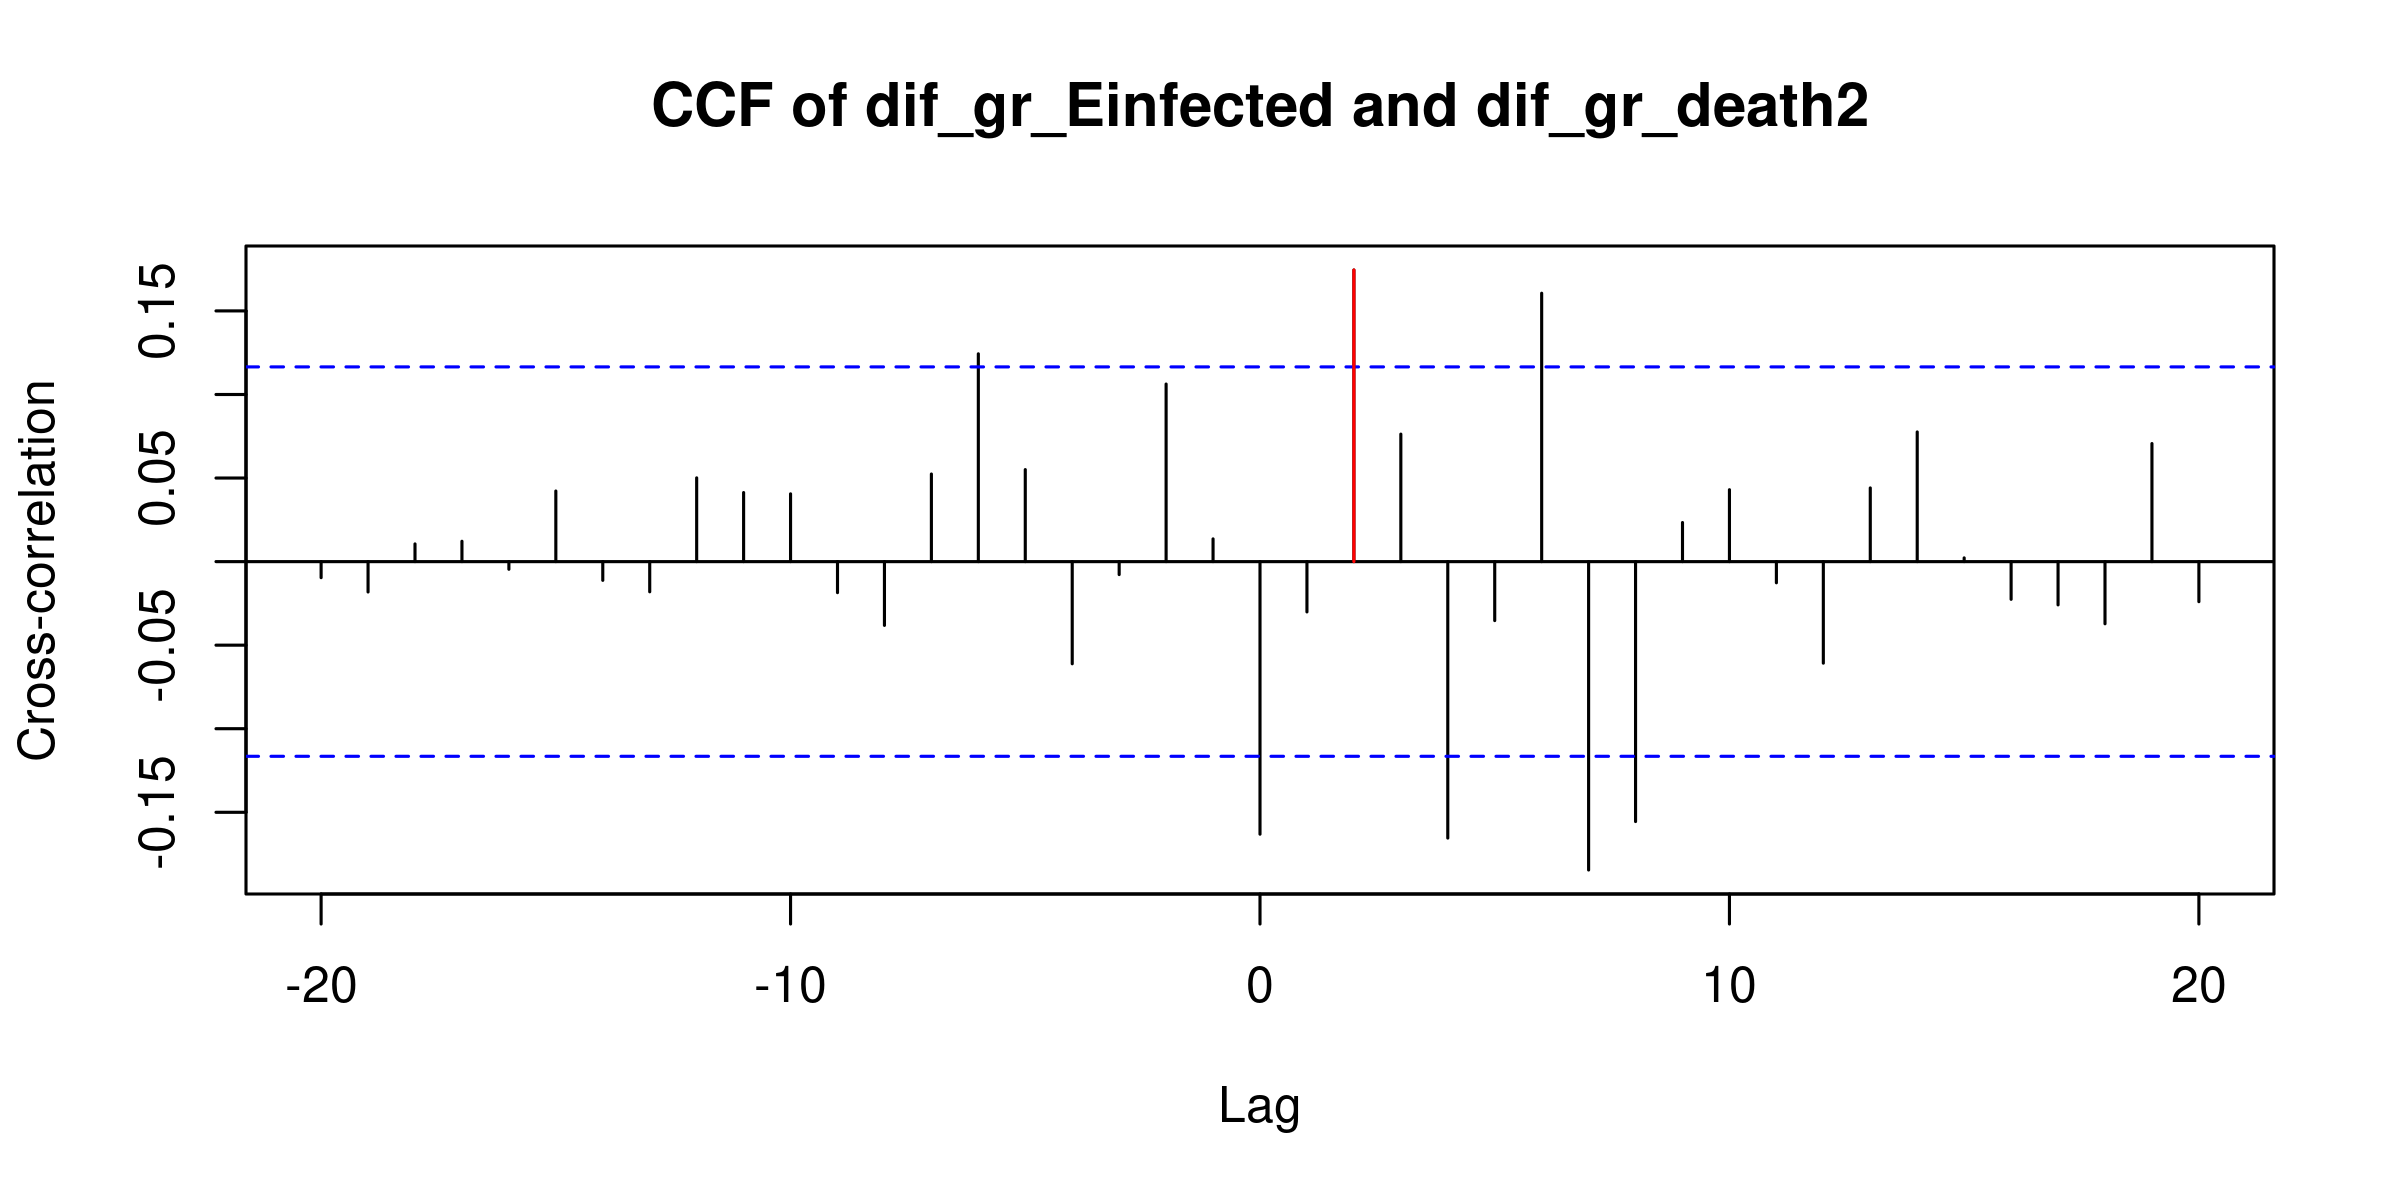 CCF of dif_gr_Einfected and dif_gr_death2
Cross-correlation
0.15
0.05
-0.05
-0.15
-20 -10 0 10 20
Lag